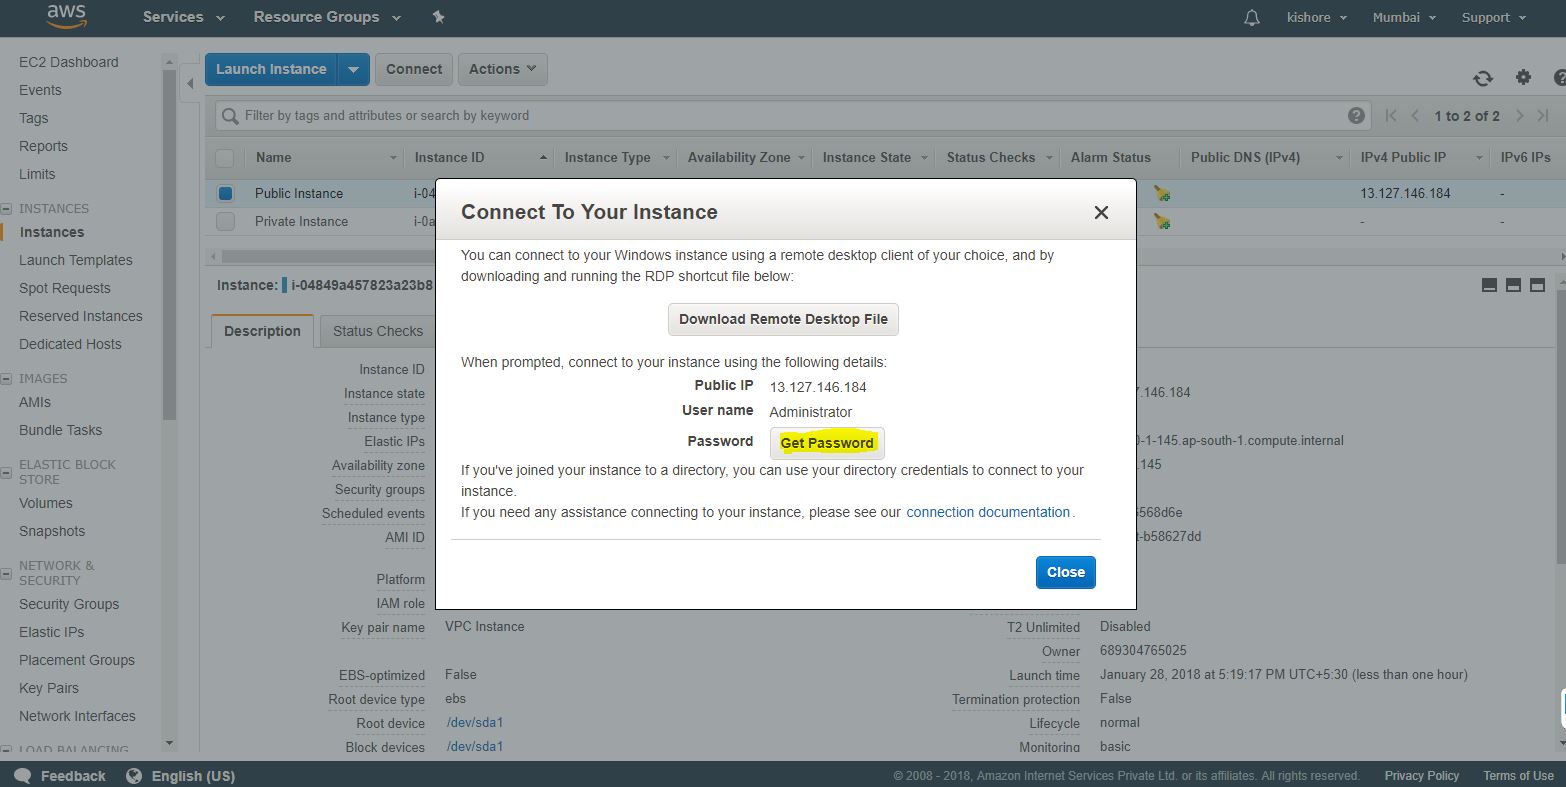 aws
Services
Resource Groups
kishore
Mumbai
Support
EC2 Dashboard
Events
Tags
Reports
Limits
INSTANCES
Instances
Launch Templates
Spot Requests
Reserved Instances
Dedicated Hosts
IMAGES
AMIs
Bundle Tasks
ELASTIC BLOCK
STORE
Volumes
Snapshots
NETWORK &
SECURITY
Security Groups
Elastic IPs
Placement Groups
Key Pairs
Network Interfaces
LOAD BALANCING
Launch Instance
Connect
Actions
Filter by tags and attributes or search by keyword
1 to 2 of 2
Name Instance ID Instance Type Availability Zone Instance State Status Checks Alarm Status Public DNS (IPv4) IPv4 Public IP IPv6 IPs
Public Instance i-04 13.127.146.184 -
Private Instance i-0a - -
Instance: i-04849a457823a23b8
Description
Status Checks
Instance ID
Instance state
Instance type
Elastic IPs
Availability zone
Security groups
Scheduled events
AMI ID
Platform
IAM role
Key pair name VPC Instance
EBS-optimized False
Root device type ebs
Root device /dev/sda1
Block devices /dev/sda1
Connect To Your Instance
You can connect to your Windows instance using a remote desktop client of your choice, and by
downloading and running the RDP shortcut file below:
Download Remote Desktop File
When prompted, connect to your instance using the following details:
Public IP 13.127.146.184
User name Administrator
Password Get Password
If you've joined your instance to a directory, you can use your directory credentials to connect to your
instance.
If you need any assistance connecting to your instance, please see our connection documentation.
Close
.146.184
0-1-145.ap-south-1.compute.internal
.145
568d6e
t-b58627dd
T2 Unlimited Disabled
Owner 689304765025
Launch time January 28, 2018 at 5:19:17 PM UTC+5:30 (less than one hour)
Termination protection False
Lifecycle normal
Monitoring basic
Feedback
English (US)
© 2008 - 2018, Amazon Internet Services Private Ltd. or its affiliates. All rights reserved.
Privacy Policy
Terms of Use